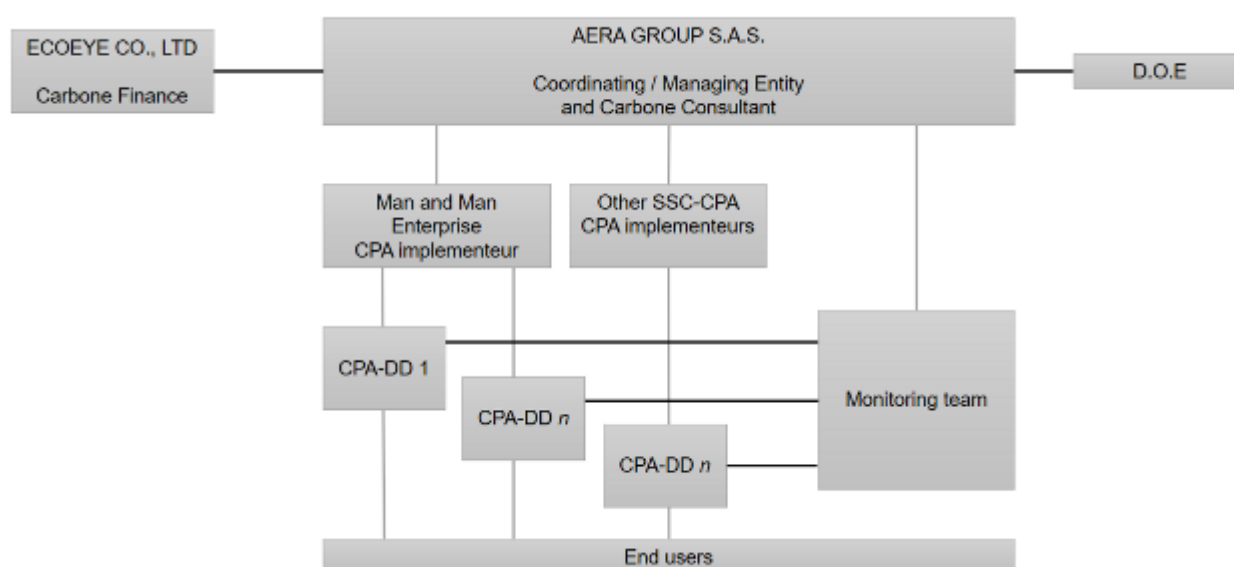 ECOEYE CO., LTD
Carbone Finance
AERA GROUP S.A.S.
Coordinating / Managing Entity
and Carbone Consultant
D.O.E
Man and Man
Enterprise
CPA implementeur
Other SSC-CPA
CPA implementeurs
CPA-DD 1
CPA-DD n
CPA-DD n
Monitoring team
End users